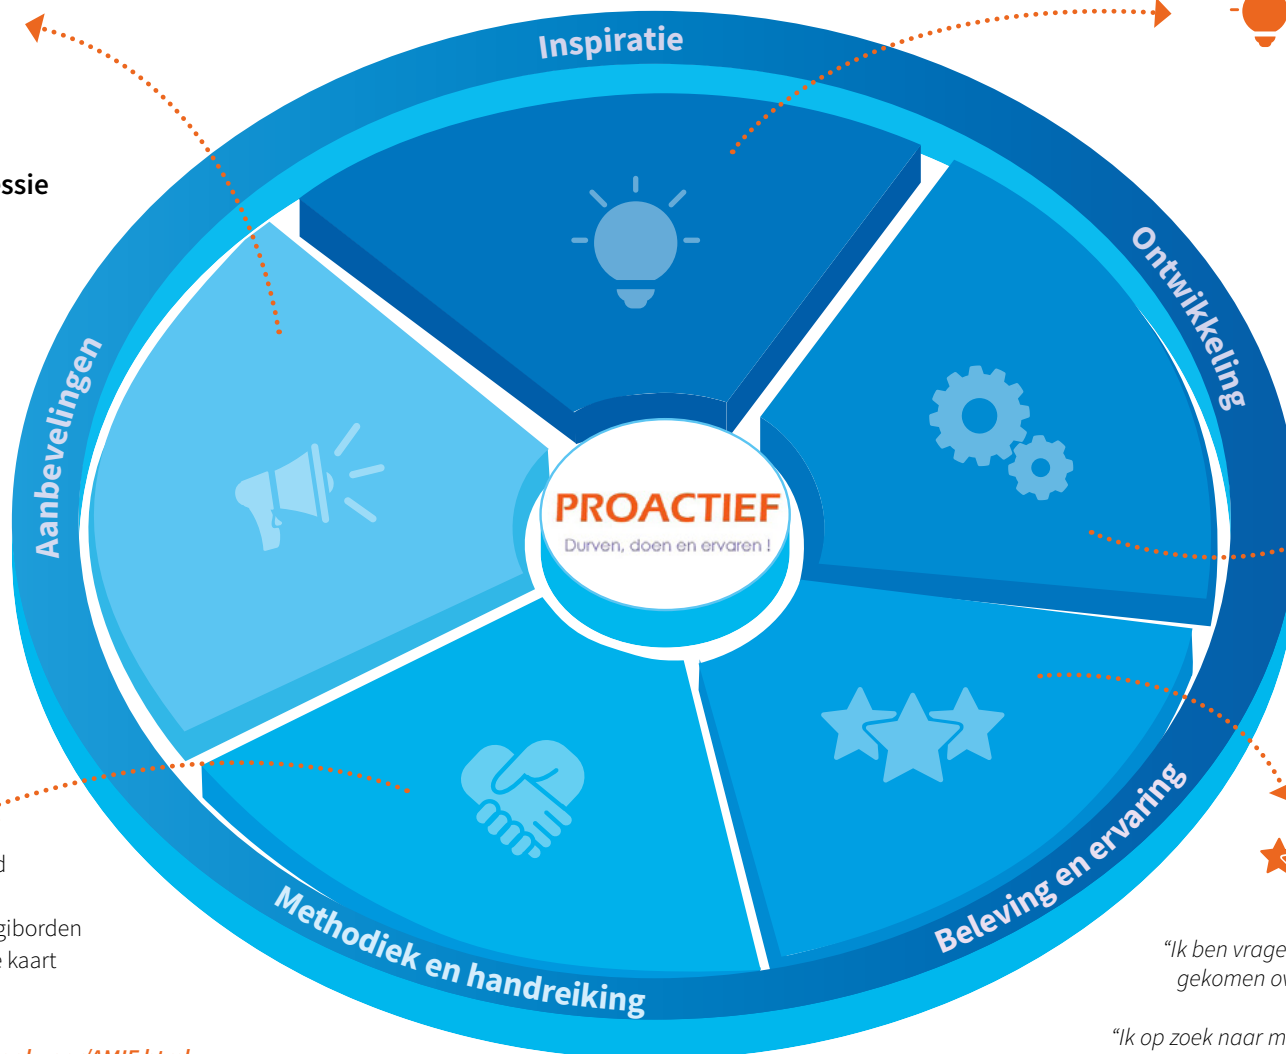 Inspiratie
ssie
Ontwikkeling
Aanbevelingen
PROACTIEF
Durven, doen en ervaren !
Beleving en ervaring
Methodiek en handreiking
d
giborden
kaart
“Ik ben vrage
gekomen ov
“Ik op zoek naar m